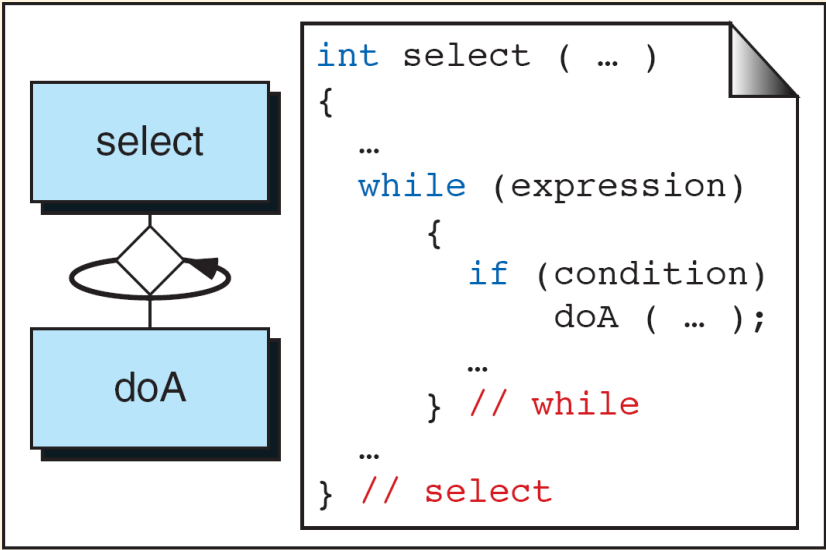 select
doA
int select ( … )
{
…
while (expression)
{
if (condition)
doA ( … );
…
} // while
…
} // select